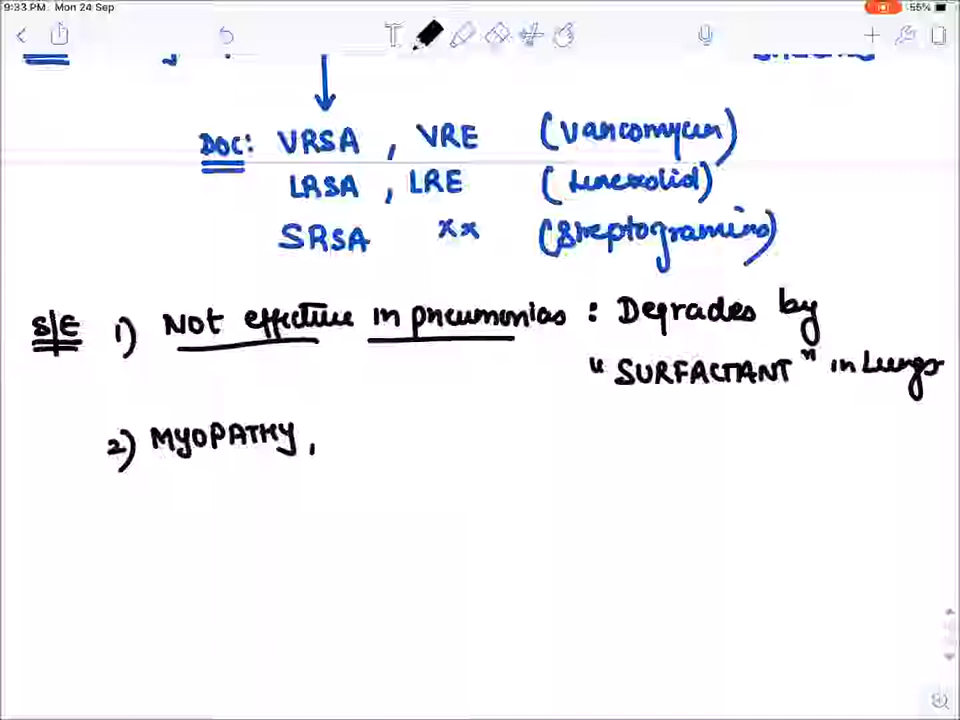 9:33 PM Mon 24 Sep 55%
DOC: VRSA , VRE (Vancomycin)
LRSA , LRE (Linezolid)
SRSA xx (Streptogramins)
S/E 1) Not effective in pneumonias : Degrades by
"SURFACTANT" in Lungs
2) MYOPATHY,